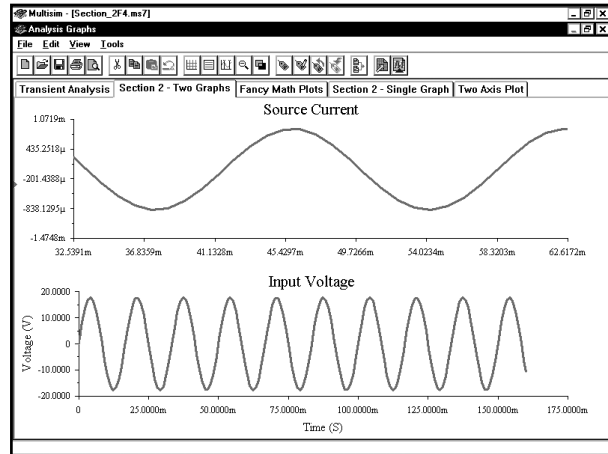 Multisim - [Section_2F4.ms7]
Analysis Graphs
File Edit View Tools
Transient Analysis Section 2 - Two Graphs Fancy Math Plots Section 2 - Single Graph Two Axis Plot
Source Current
1.0719m
435.2518µ
-201.4388µ
-838.1295µ
-1.4748m
32.5391m 36.8359m 41.1328m 45.4297m 49.7266m 54.0234m 58.3203m 62.6172m
Input Voltage
20.0000
10.0000
0
-10.0000
-20.0000
Voltage (V)
0 25.0000m 50.0000m 75.0000m 100.0000m 125.0000m 150.0000m 175.0000m
Time (S)